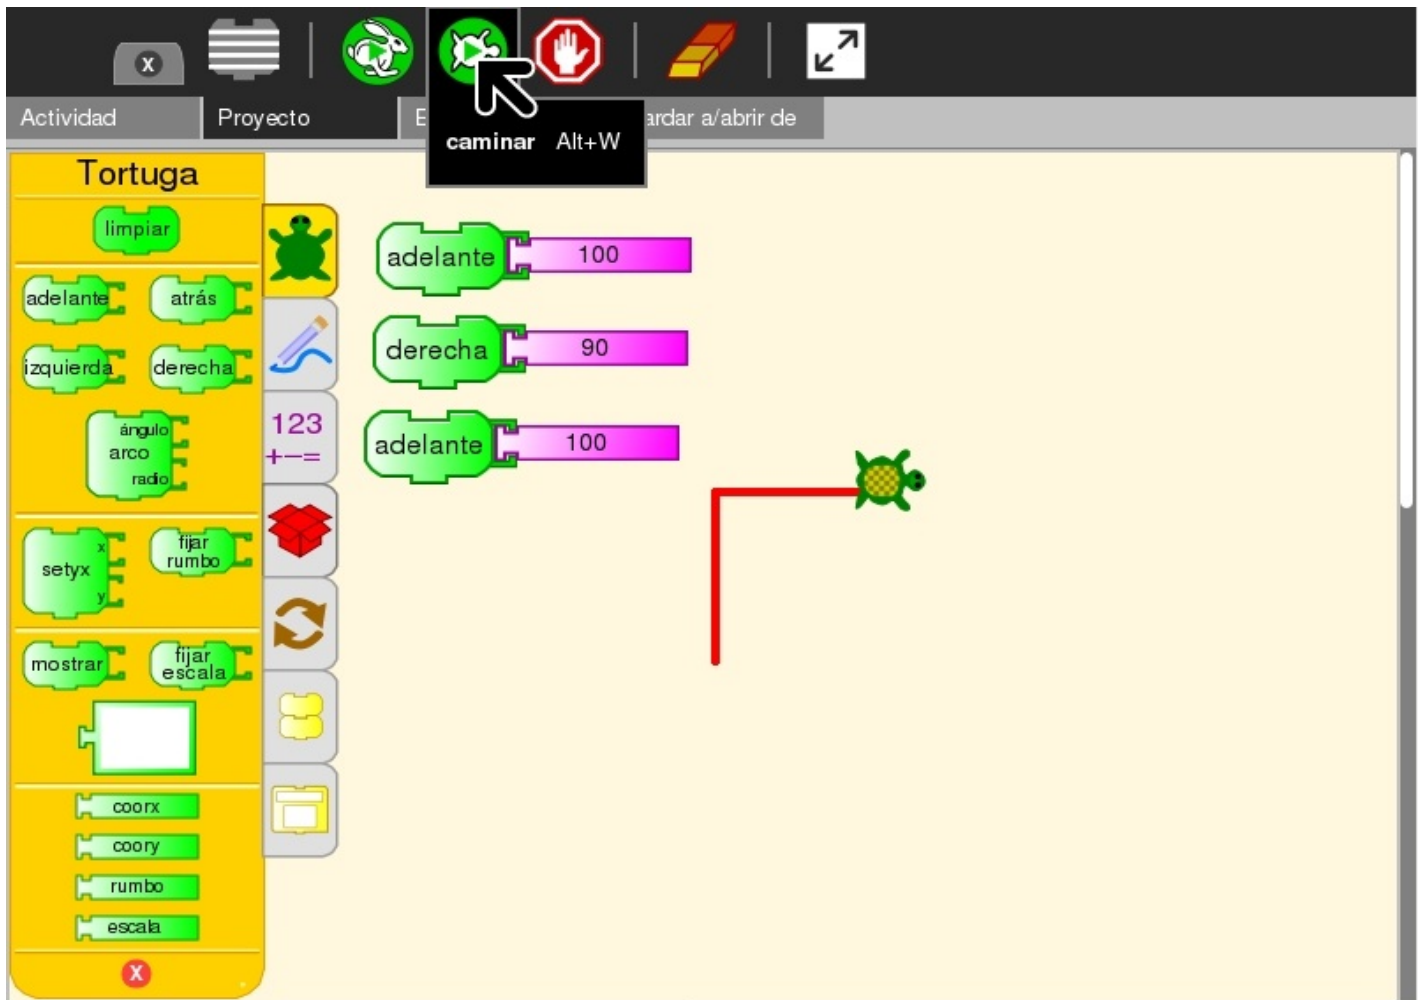 X
Actividad
Proyecto
E
ardar a/abrir de
caminar Alt+W
Tortuga
limpiar
adelante
atrás
izquierda
derecha
ángulo
arco
radio
x
setyx
y
fijar
rumbo
mostrar
fijar
escala
coorx
coory
rumbo
escala
X
123
+−=
adelante 100
derecha 90
adelante 100